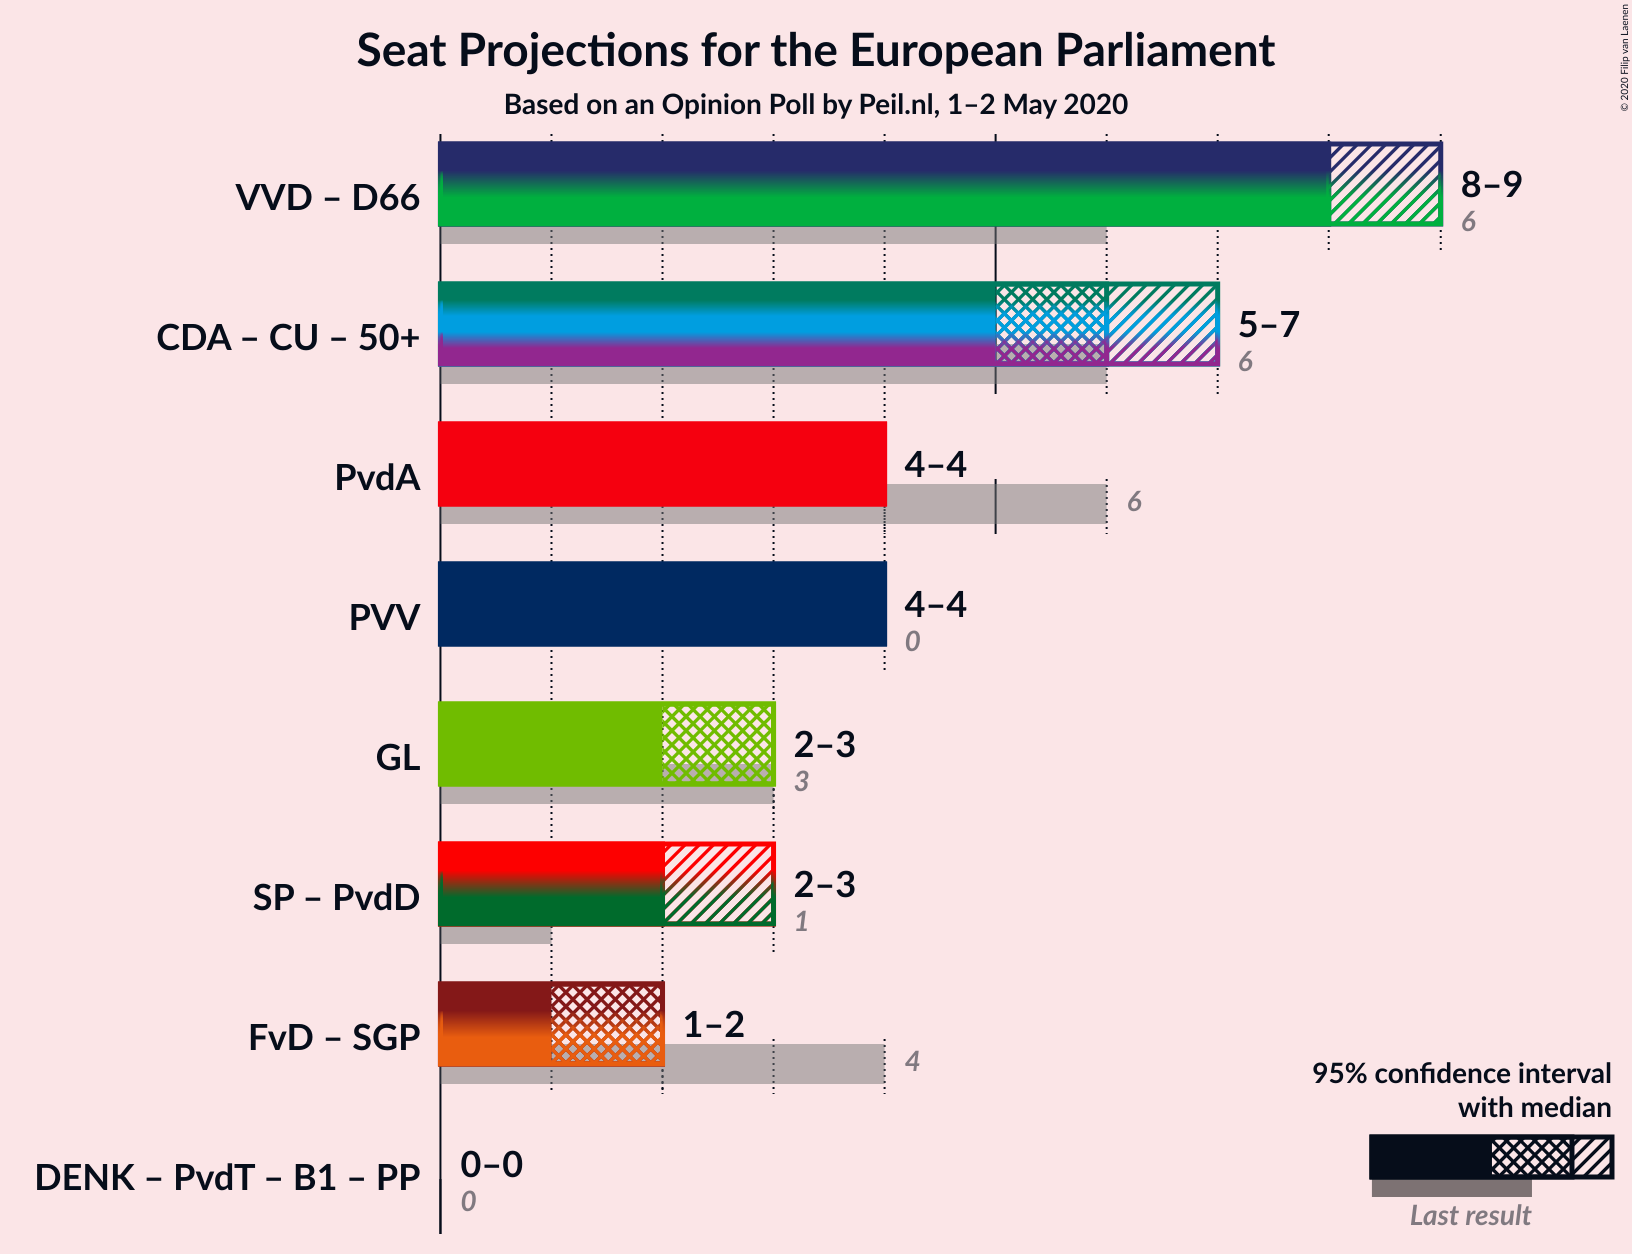 Seat Projections for the European Parliament
Based on an Opinion Poll by Peil.nl, 1–2 May 2020
© 2020 Filip van Laenen
VVD – D66
8–9
6
CDA – CU – 50+
5–7
6
PvdA
4–4
6
PVV
4–4
0
GL
2–3
3
SP – PvdD
2–3
1
FvD – SGP
1–2
4
DENK – PvdT – B1 – PP
0–0
0
95% confidence interval
with median
Last result